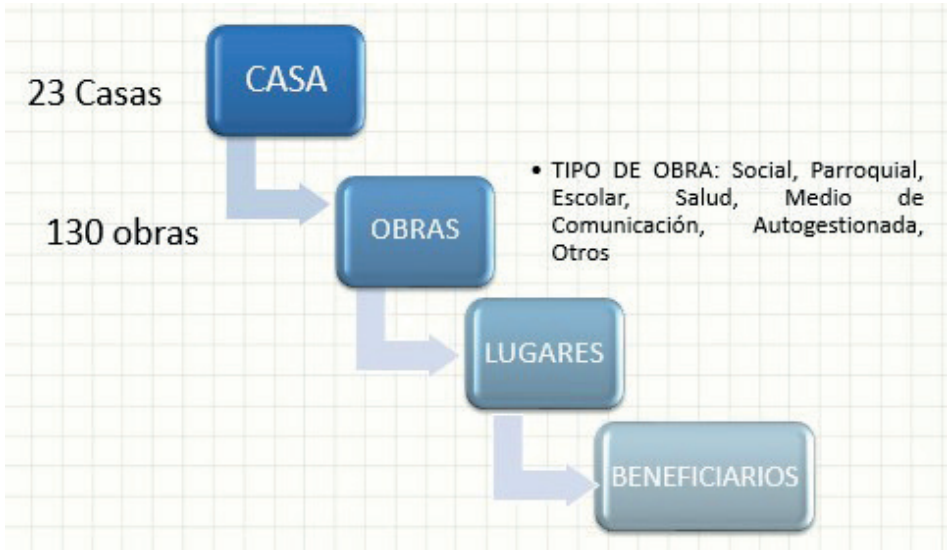 CASA
23 Casas
• TIPO DE OBRA: Social, Parroquial,
Escolar, Salud, Medio de
Comunicación, Autogestionada,
Otros
130 obras
OBRAS
LUGARES
BENEFICIARIOS